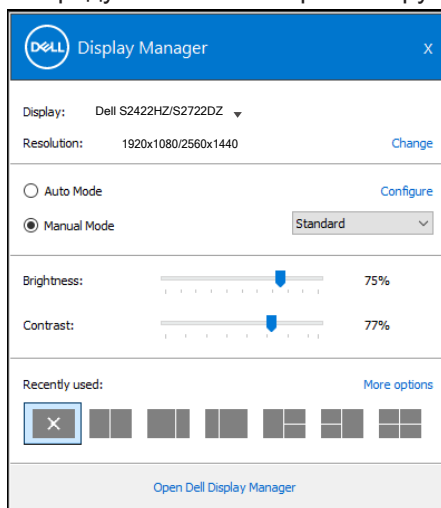 DELL
Display Manager
X
Display: Dell S2422HZ/S2722DZ
Resolution: 1920x1080/2560x1440 Change
Auto Mode Configure
Manual Mode Standard
Brightness: 75%
Contrast: 77%
Recently used: More options
Open Dell Display Manager